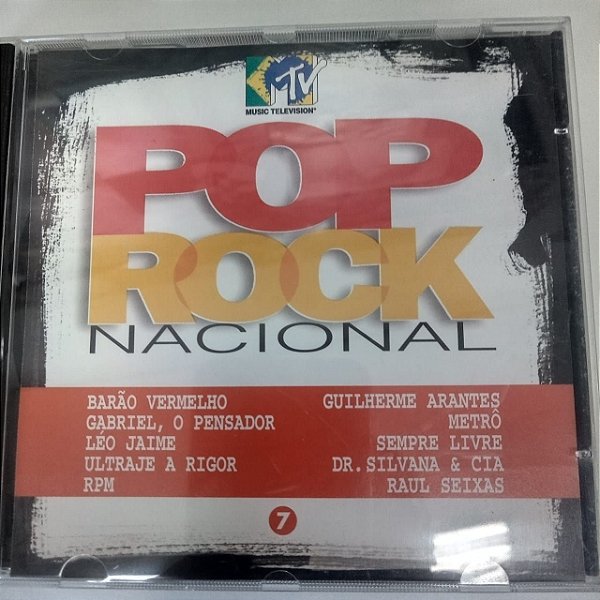 MTV
MUSIC TELEVISION®
POP
ROCK
NACIONAL
BARÃO VERMELHO
GABRIEL, O PENSADOR
LÉO JAIME
ULTRAJE A RIGOR
RPM
GUILHERME ARANTES
METRÔ
SEMPRE LIVRE
DR. SILVANA & CIA
RAUL SEIXAS
7